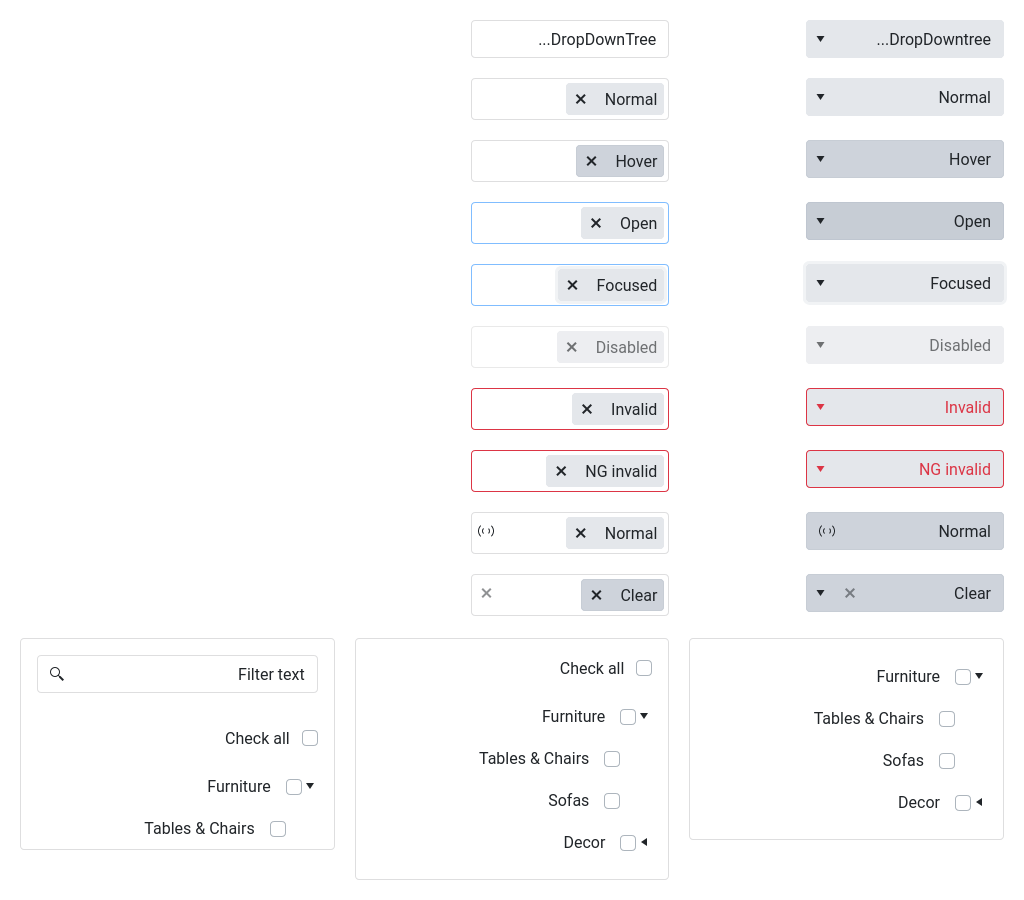 ...DropDowntree
...DropDownTree
Normal
Normal
Hover
Hover
Open
Open
Focused
Focused
Disabled
Disabled
Invalid
Invalid
NG invalid
NG invalid
Normal
Normal
Clear
Clear
Furniture
Tables & Chairs
Sofas
Decor
Check all
Furniture
Tables & Chairs
Sofas
Decor
Filter text
Check all
Furniture
Tables & Chairs